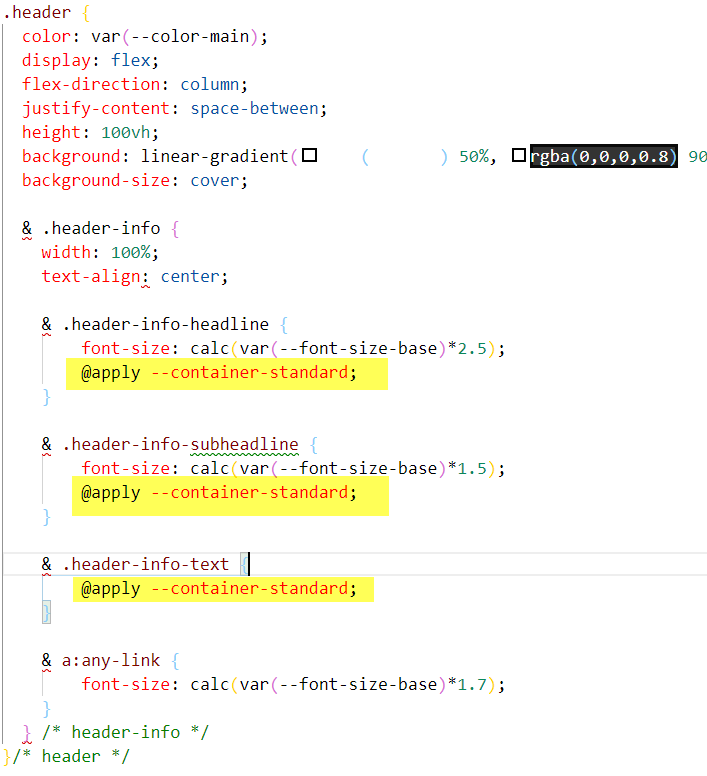 .header {
color: var(--color-main);
display: flex;
flex-direction: column;
justify-content: space-between;
height: 100vh;
background: linear-gradient( ( ) 50%, rgba(0,0,0,0.8) 90
background-size: cover;
& .header-info {
width: 100%;
text-align: center;
& .header-info-headline {
font-size: calc(var(--font-size-base)*2.5);
@apply --container-standard;
}
& .header-info-subheadline {
font-size: calc(var(--font-size-base)*1.5);
@apply --container-standard;
}
& .header-info-text {
@apply --container-standard;
}
& a:any-link {
font-size: calc(var(--font-size-base)*1.7);
}
} /* header-info */
}/* header */